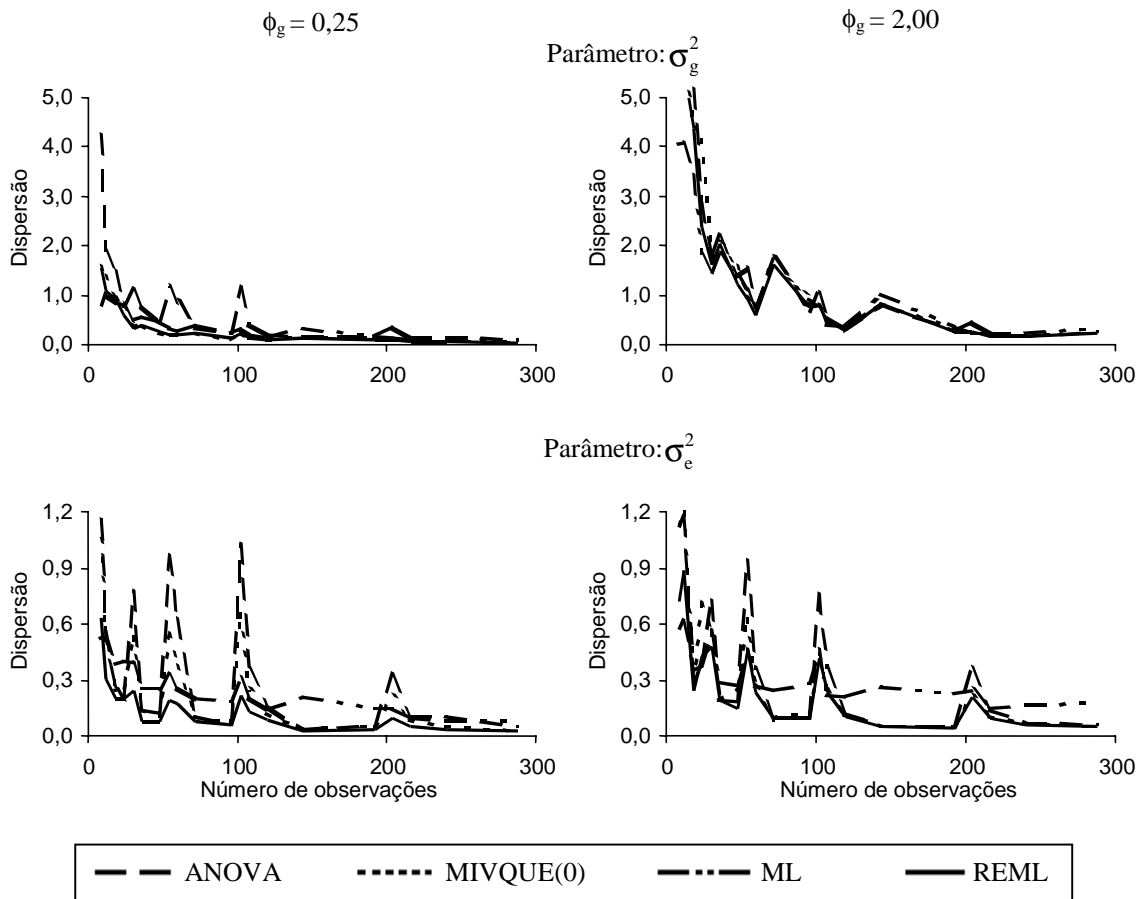 ϕg = 0,25
ϕg = 2,00
Parâmetro: σ²g
Dispersão
5,0
4,0
3,0
2,0
1,0
0,0
0
100
200
300
Dispersão
5,0
4,0
3,0
2,0
1,0
0,0
0
100
200
300
Parâmetro: σ²e
Dispersão
1,2
0,9
0,6
0,3
0,0
0
100
200
300
Número de observações
Dispersão
1,2
0,9
0,6
0,3
0,0
0
100
200
300
Número de observações
ANOVA
MIVQUE(0)
ML
REML